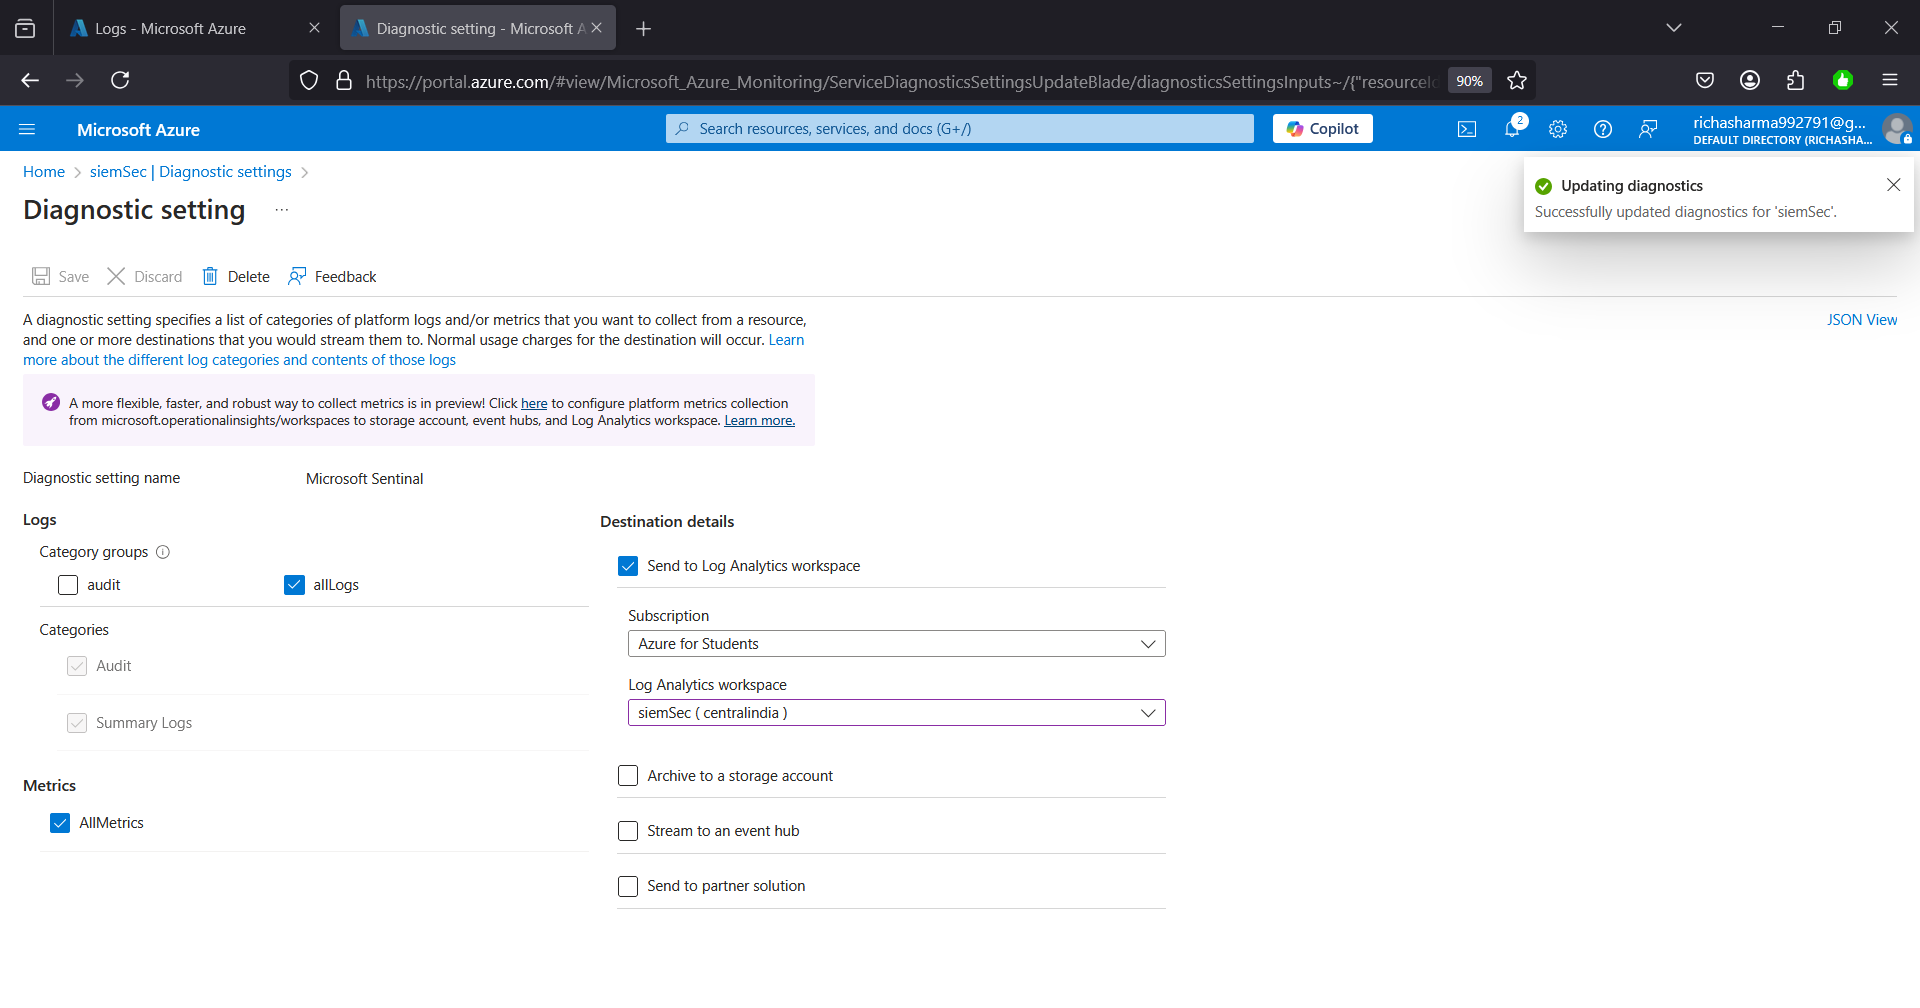 Logs - Microsoft Azure
Diagnostic setting - Microsoft A
https://portal.azure.com/#view/Microsoft_Azure_Monitoring/ServiceDiagnosticsSettingsUpdateBlade/diagnosticsSettingsInputs~/{"resourceId
90%
Microsoft Azure
Search resources, services, and docs (G+/)
Copilot
2
richasharma992791@g...
DEFAULT DIRECTORY (RICHASHA...
Home > siemSec | Diagnostic settings >
Updating diagnostics
Successfully updated diagnostics for 'siemSec'.
Diagnostic setting ...
Save
Discard
Delete
Feedback
A diagnostic setting specifies a list of categories of platform logs and/or metrics that you want to collect from a resource,
and one or more destinations that you would stream them to. Normal usage charges for the destination will occur. Learn
more about the different log categories and contents of those logs
JSON View
A more flexible, faster, and robust way to collect metrics is in preview! Click here to configure platform metrics collection
from microsoft.operationalinsights/workspaces to storage account, event hubs, and Log Analytics workspace. Learn more.
Diagnostic setting name
Microsoft Sentinal
Logs
Category groups
audit
allLogs
Categories
Audit
Summary Logs
Metrics
AllMetrics
Destination details
Send to Log Analytics workspace
Subscription
Azure for Students
Log Analytics workspace
siemSec ( centralindia )
Archive to a storage account
Stream to an event hub
Send to partner solution